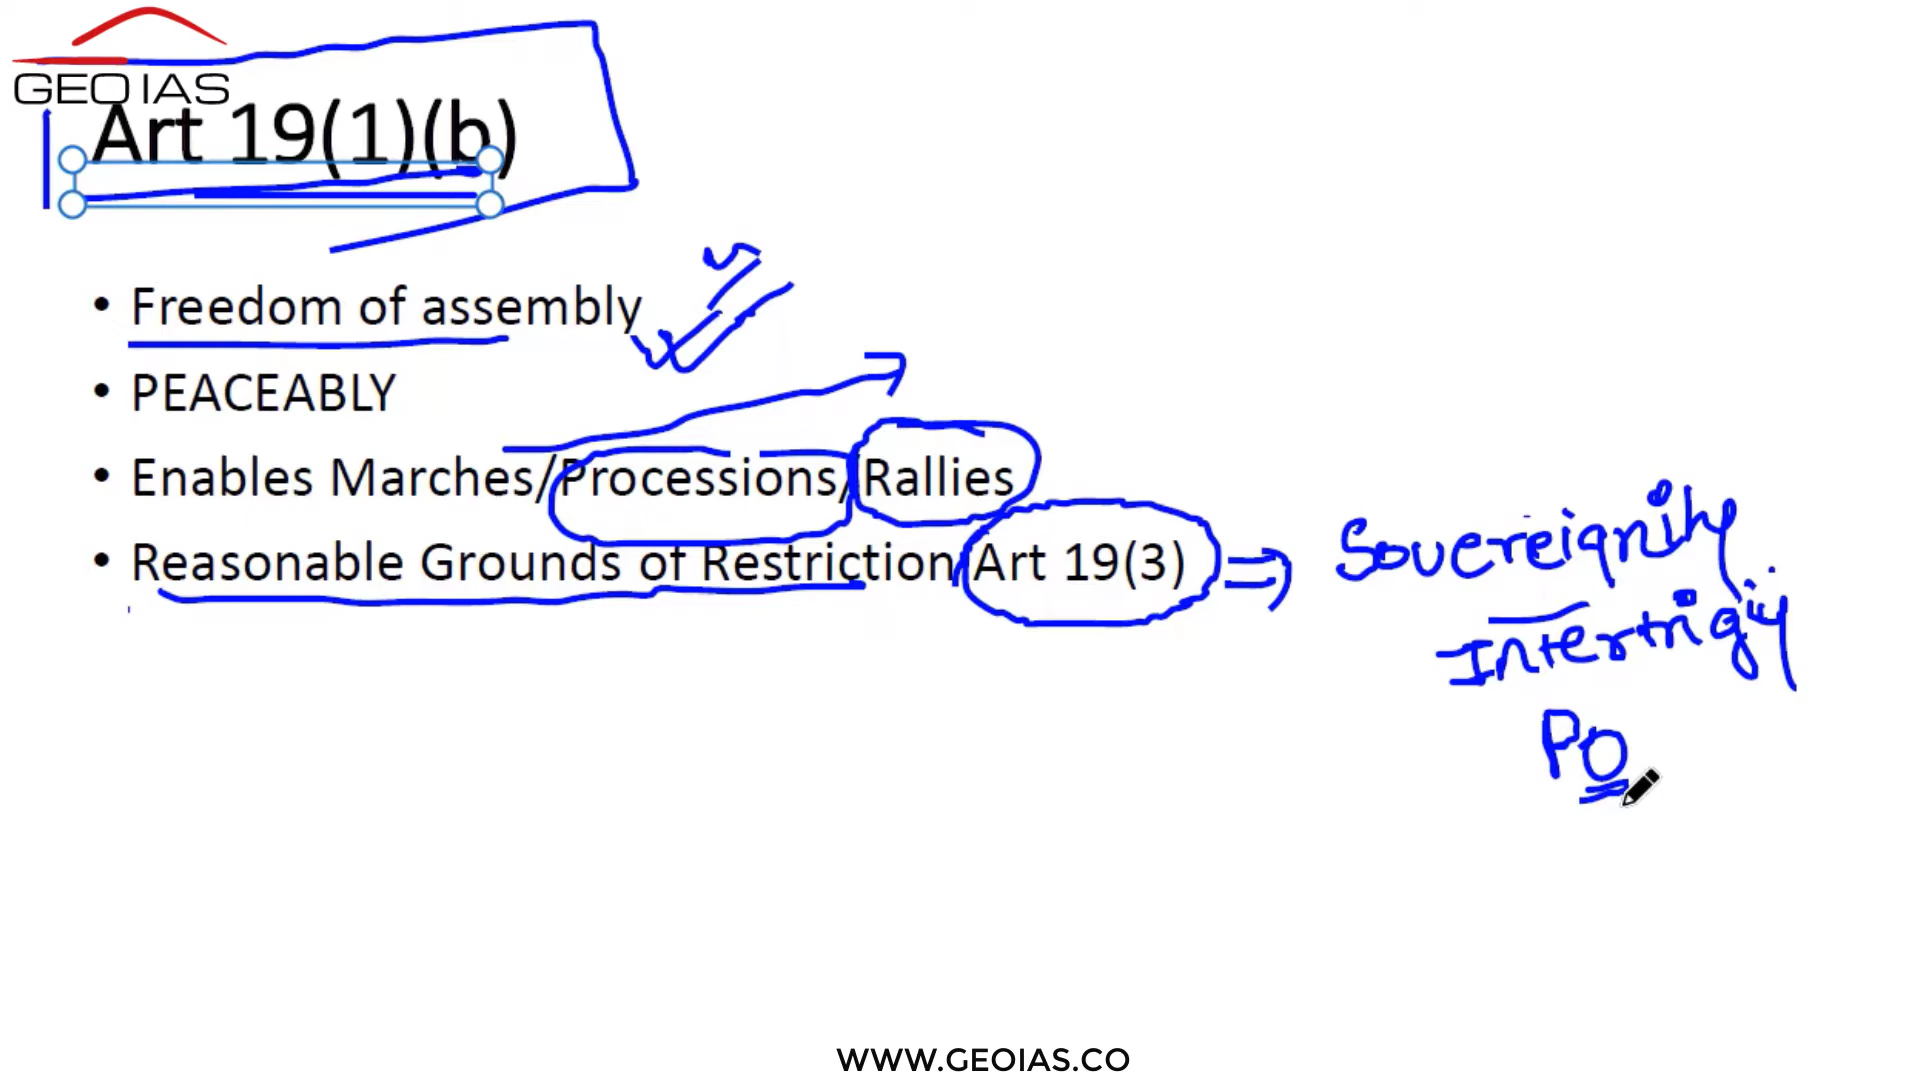 GEO IAS
Art 19(1)(b)
• Freedom of assembly
• PEACEABLY
• Enables Marches/Processions/Rallies
• Reasonable Grounds of Restriction Art 19(3)
Sovereignity
Intertrigiy
PO
WWW.GEOIAS.CO